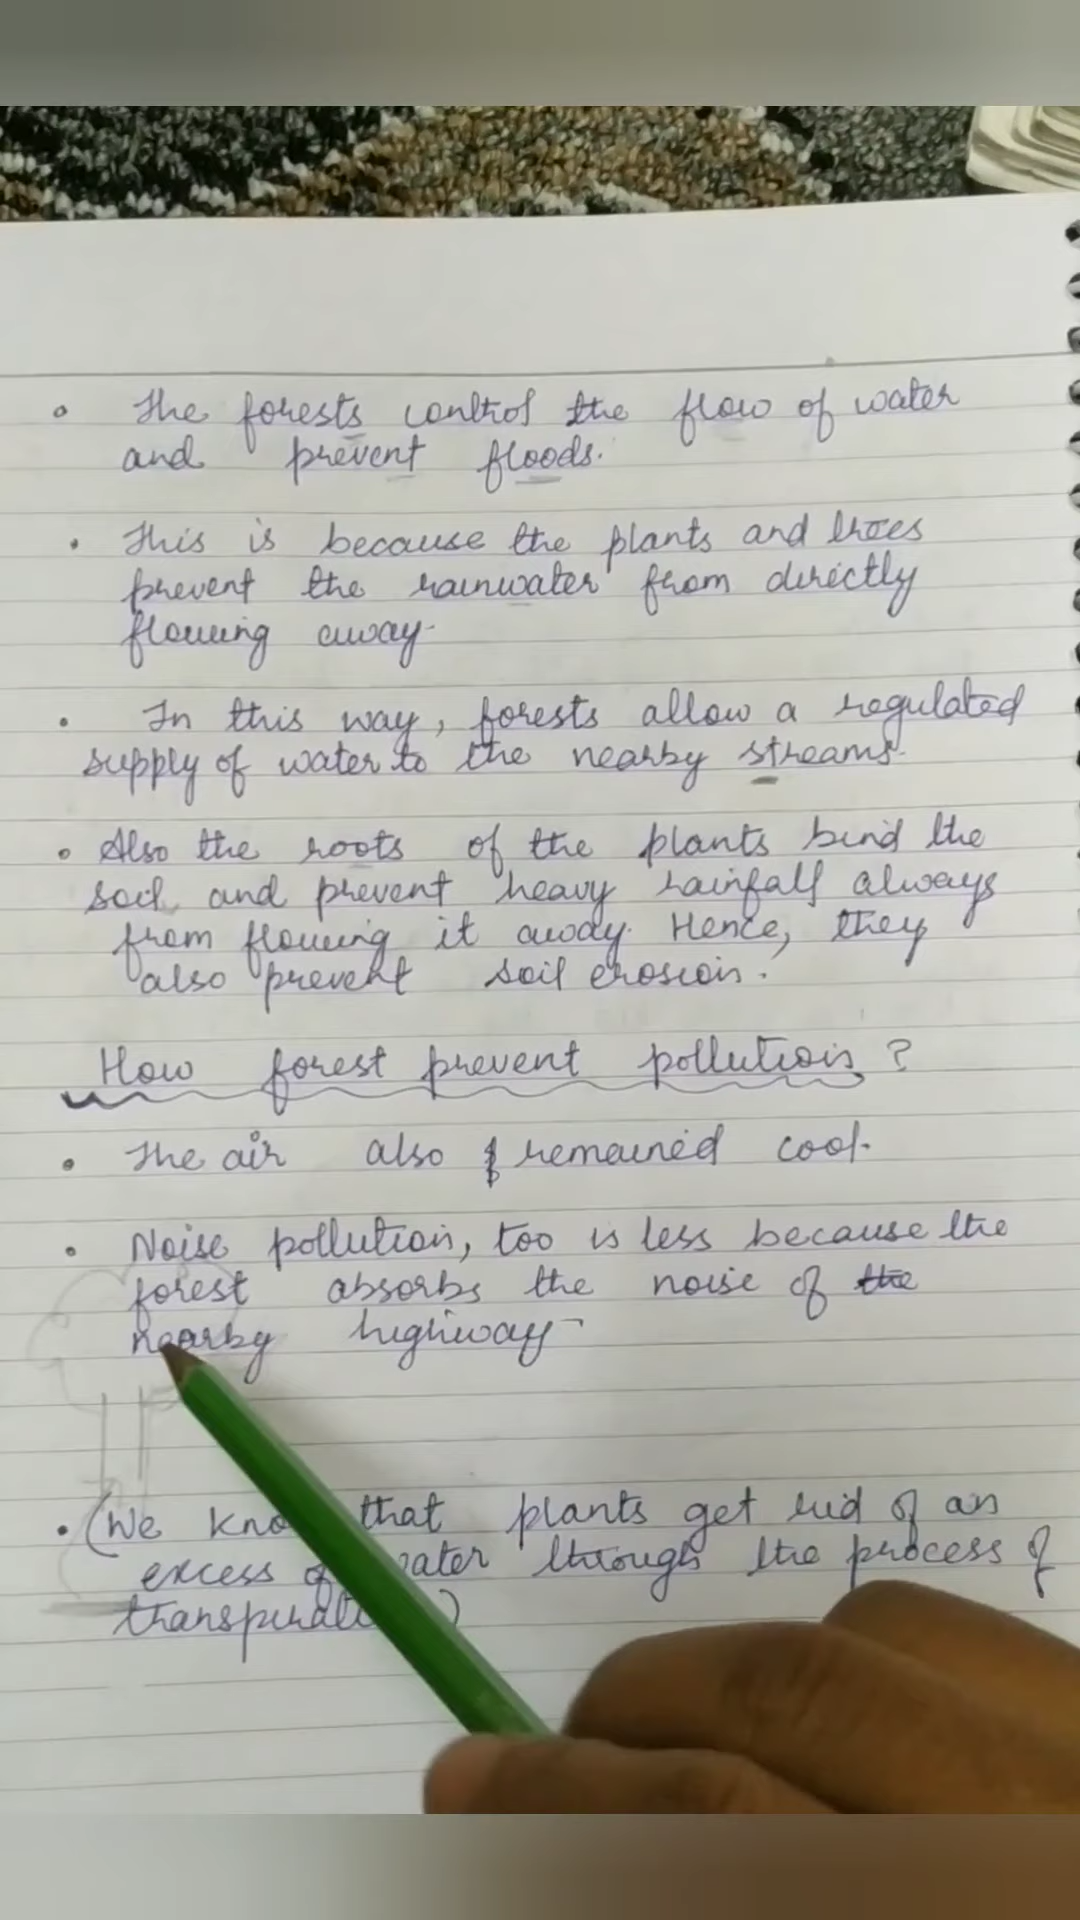 The forests control the flow of water
and prevent floods.
This is because the plants and trees
prevent the rainwater from directly
flowing away.
In this way, forests allow a regulated
supply of water to the nearby streams.
Also the roots of the plants bind the
soil and prevent heavy rainfall always
from flowing it away. Hence, they
also prevent soil erosion.
How forest prevent pollution?
The air also remained cool.
Noise pollution, too is less because the
forest absorbs the noise of the
nearby highway
(We that plants get rid of an
excess of through the process of
)